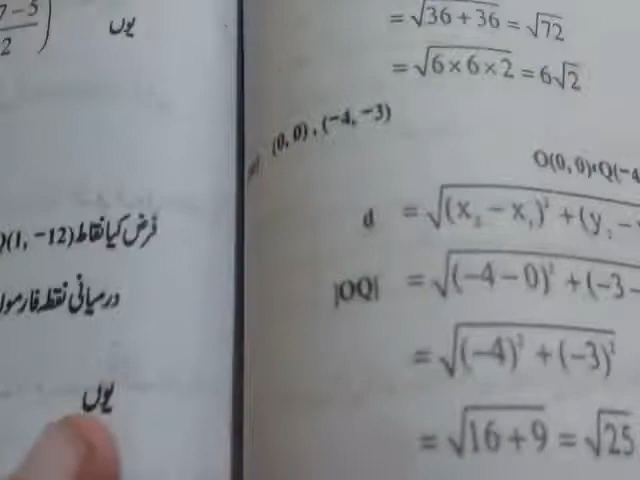 = √36 + 36 = √72
= √6 × 6 × 2 = 6√2
(0, 0) , (−4, −3)
O(0, 0), Q(−4
d = √(x₂ − x₁)² + (y₂ −
|OQ| = √(−4 − 0)² + (−3 −
= √(−4)² + (−3)²
= √16 + 9 = √25
7 − 5
2
یوں
فرض کیا نقاط (1, −12)
درمیانی نقطہ فارمولا
یوں